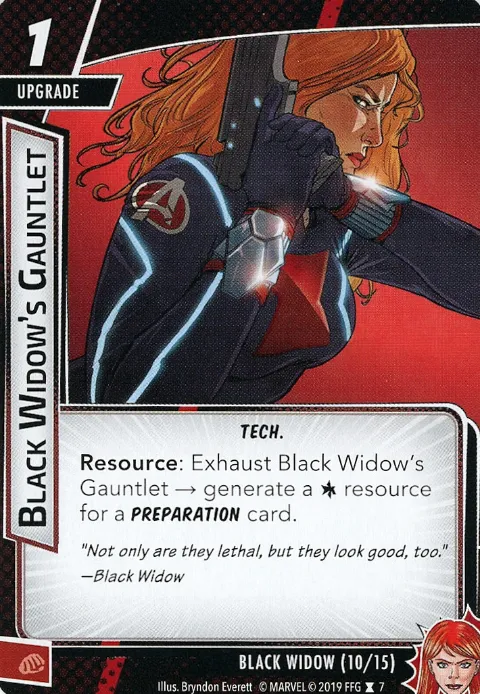 1
UPGRADE
BLACK WIDOW'S GAUNTLET
TECH.
Resource: Exhaust Black Widow's
Gauntlet → generate a resource
for a PREPARATION card.
"Not only are they lethal, but they look good, too."
—Black Widow
BLACK WIDOW (10/15)
Illus. Bryndon Everett © MARVEL © 2019 FFG 7